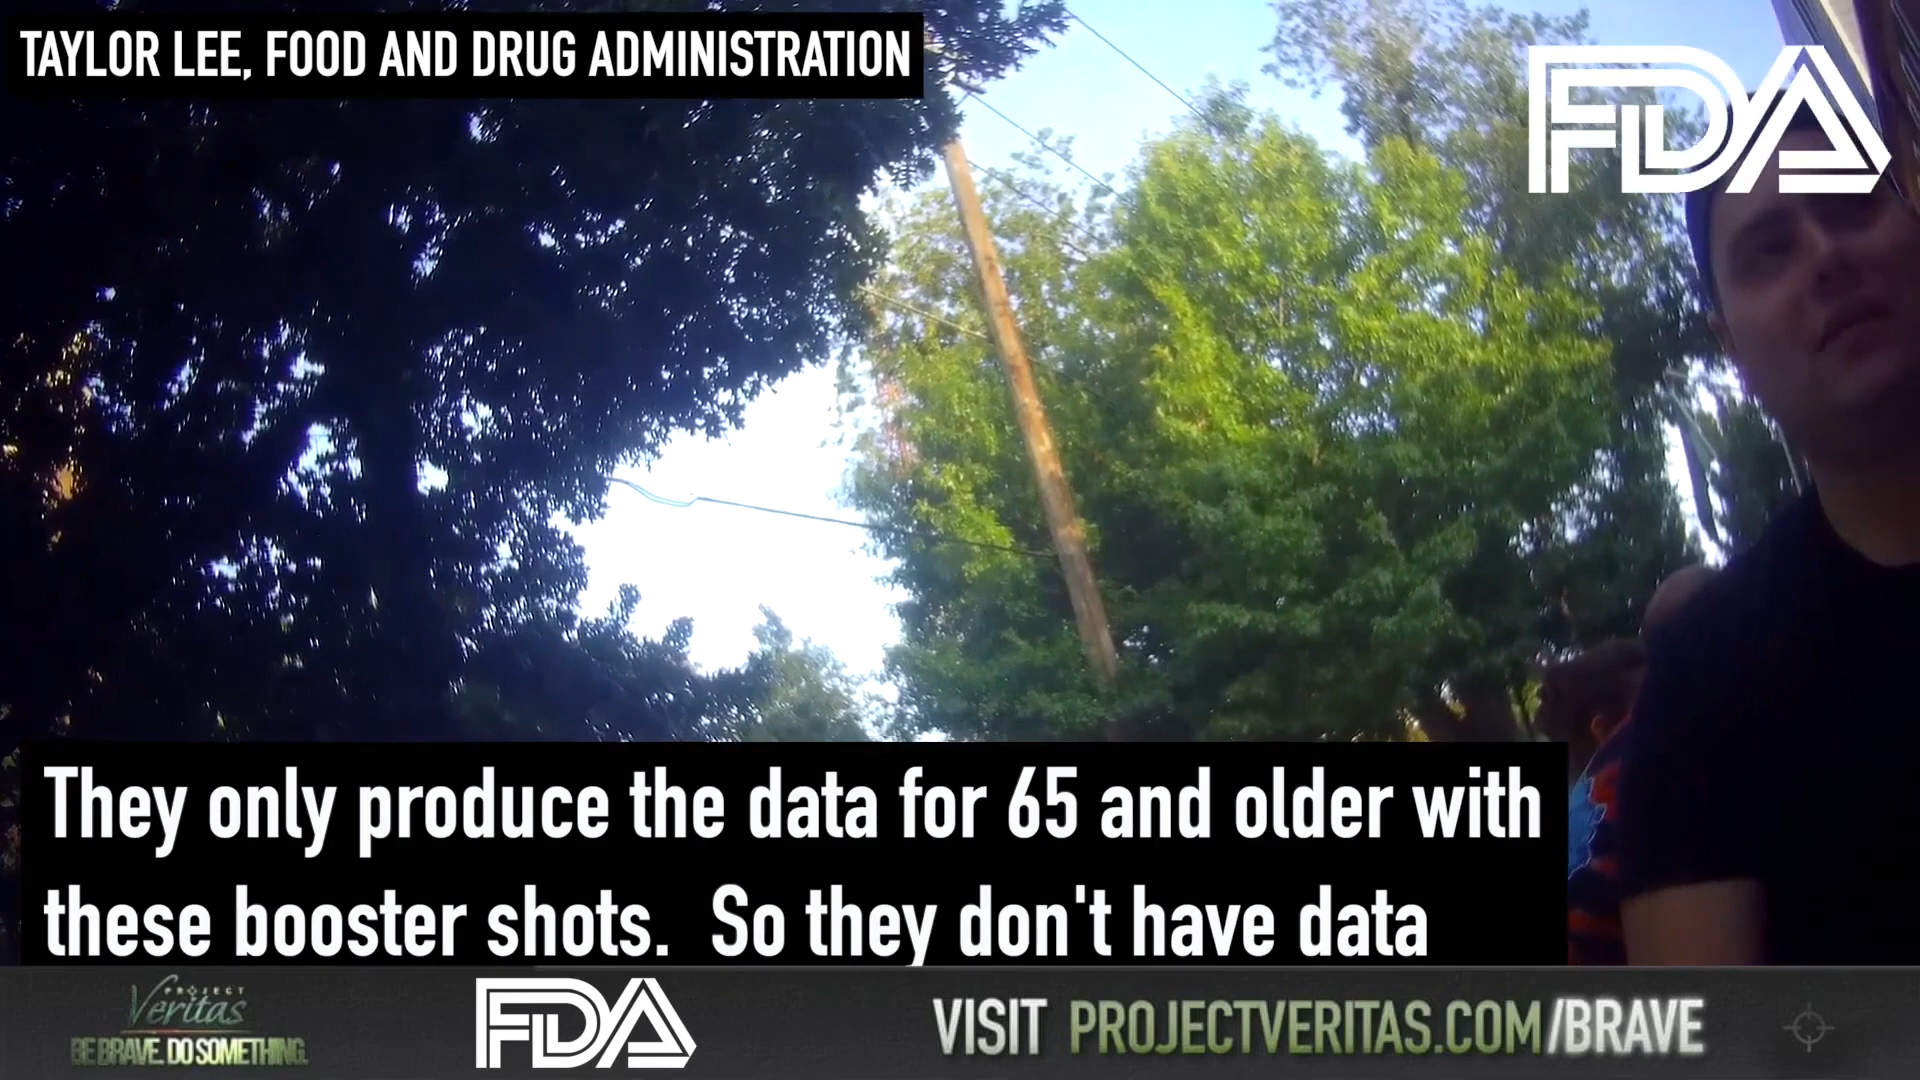 TAYLOR LEE, FOOD AND DRUG ADMINISTRATION
FDA
They only produce the data for 65 and older with
these booster shots.  So they don't have data
PROJECT
Veritas
BE BRAVE. DO SOMETHING.
FDA
VISIT PROJECTVERITAS.COM/BRAVE